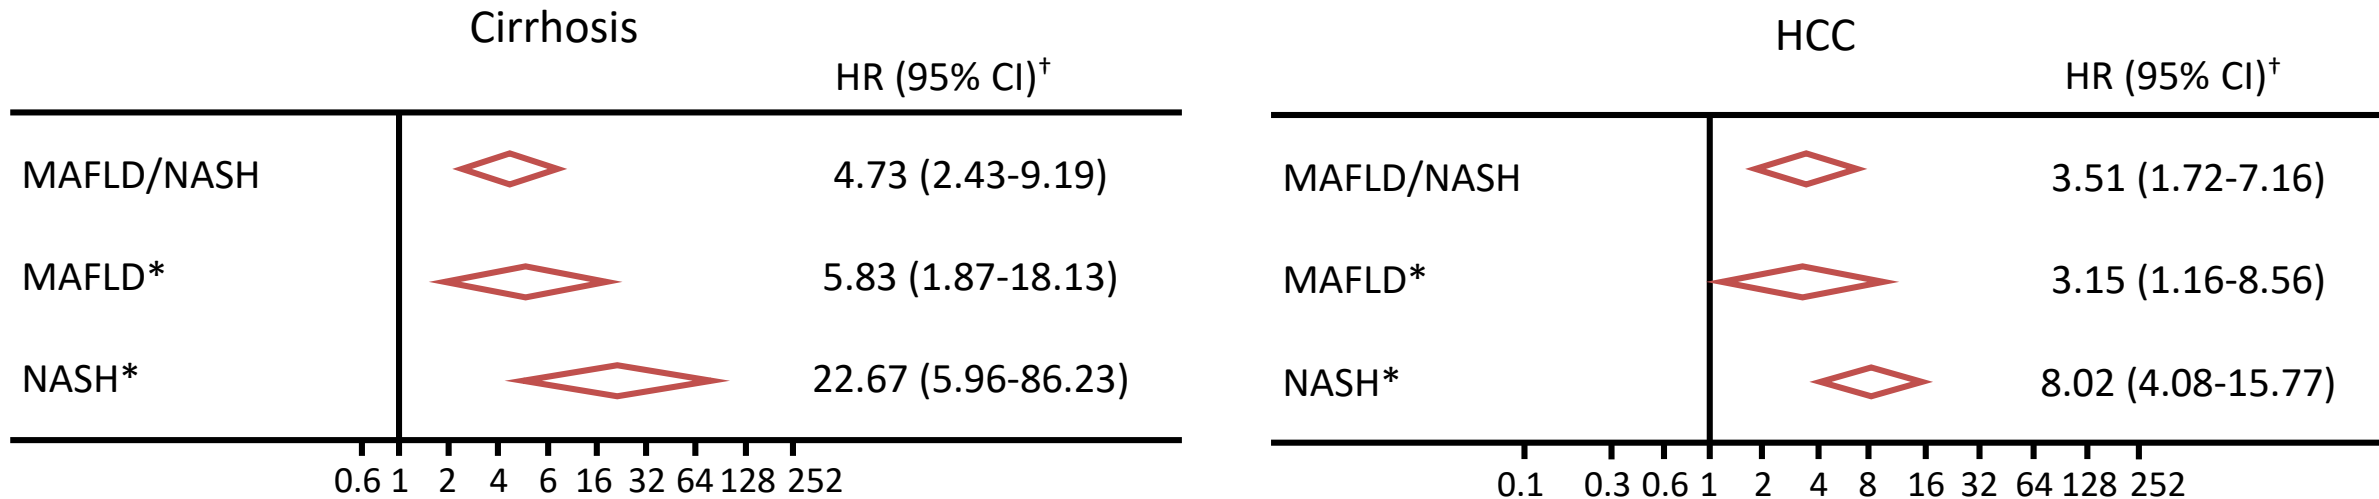 Cirrhosis
HR (95% CI)†
MAFLD/NASH 4.73 (2.43-9.19)
MAFLD* 5.83 (1.87-18.13)
NASH* 22.67 (5.96-86.23)
0.6 1 2 4 6 16 32 64 128 252
HCC
HR (95% CI)†
MAFLD/NASH 3.51 (1.72-7.16)
MAFLD* 3.15 (1.16-8.56)
NASH* 8.02 (4.08-15.77)
0.1 0.3 0.6 1 2 4 8 16 32 64 128 252